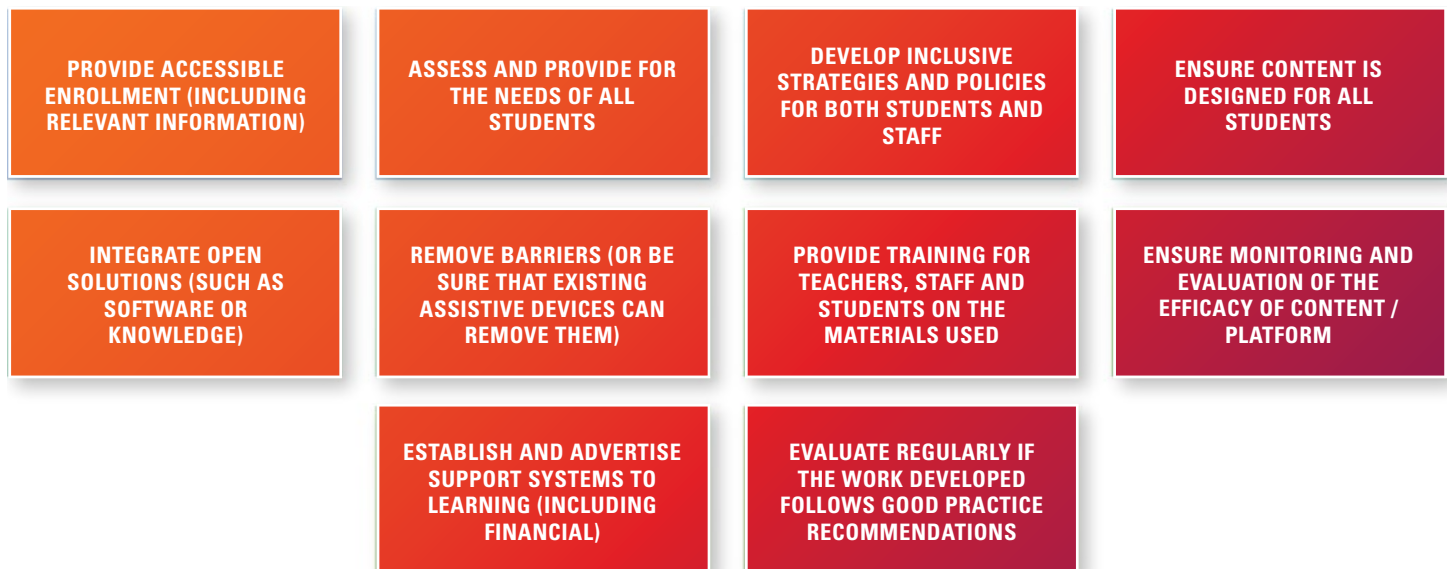 PROVIDE ACCESSIBLE
ENROLLMENT (INCLUDING
RELEVANT INFORMATION)
ASSESS AND PROVIDE FOR
THE NEEDS OF ALL
STUDENTS
DEVELOP INCLUSIVE
STRATEGIES AND POLICIES
FOR BOTH STUDENTS AND
STAFF
ENSURE CONTENT IS
DESIGNED FOR ALL
STUDENTS
INTEGRATE OPEN
SOLUTIONS (SUCH AS
SOFTWARE OR
KNOWLEDGE)
REMOVE BARRIERS (OR BE
SURE THAT EXISTING
ASSISTIVE DEVICES CAN
REMOVE THEM)
PROVIDE TRAINING FOR
TEACHERS, STAFF AND
STUDENTS ON THE
MATERIALS USED
ENSURE MONITORING AND
EVALUATION OF THE
EFFICACY OF CONTENT /
PLATFORM
ESTABLISH AND ADVERTISE
SUPPORT SYSTEMS TO
LEARNING (INCLUDING
FINANCIAL)
EVALUATE REGULARLY IF
THE WORK DEVELOPED
FOLLOWS GOOD PRACTICE
RECOMMENDATIONS